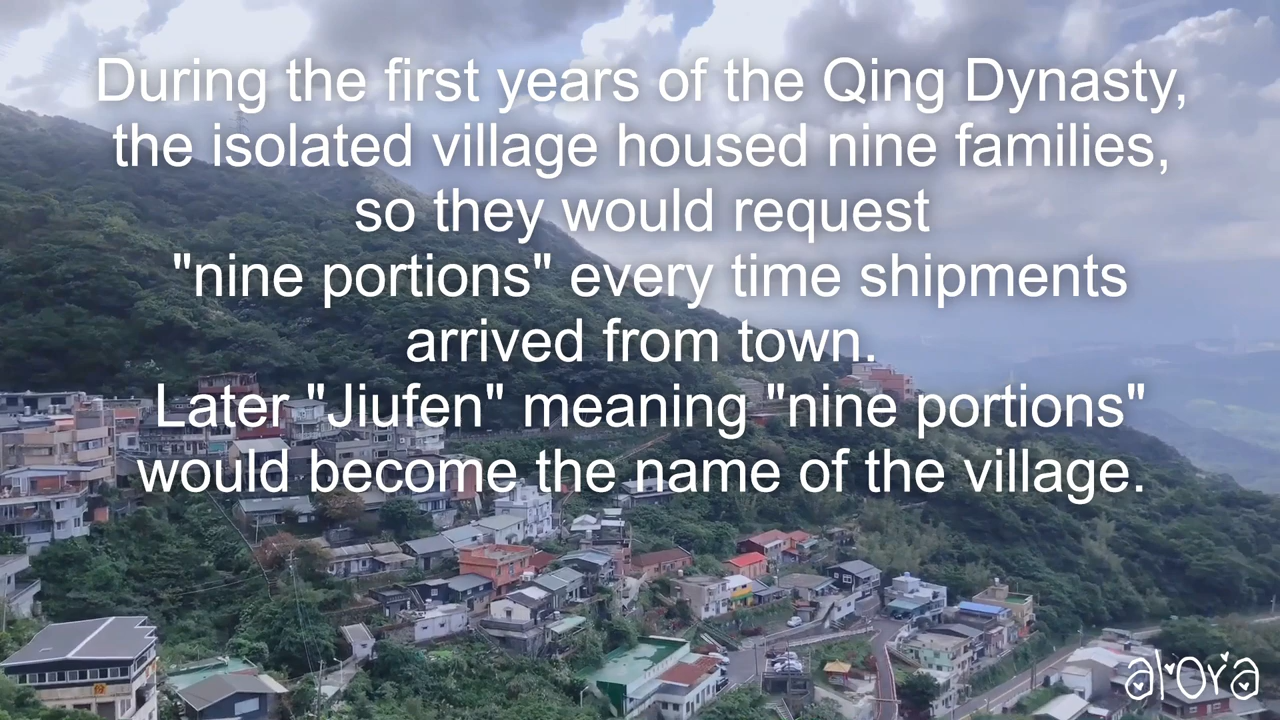 During the first years of the Qing Dynasty,
the isolated village housed nine families,
so they would request
"nine portions" every time shipments
arrived from town.
Later "Jiufen" meaning "nine portions"
would become the name of the village.
alora